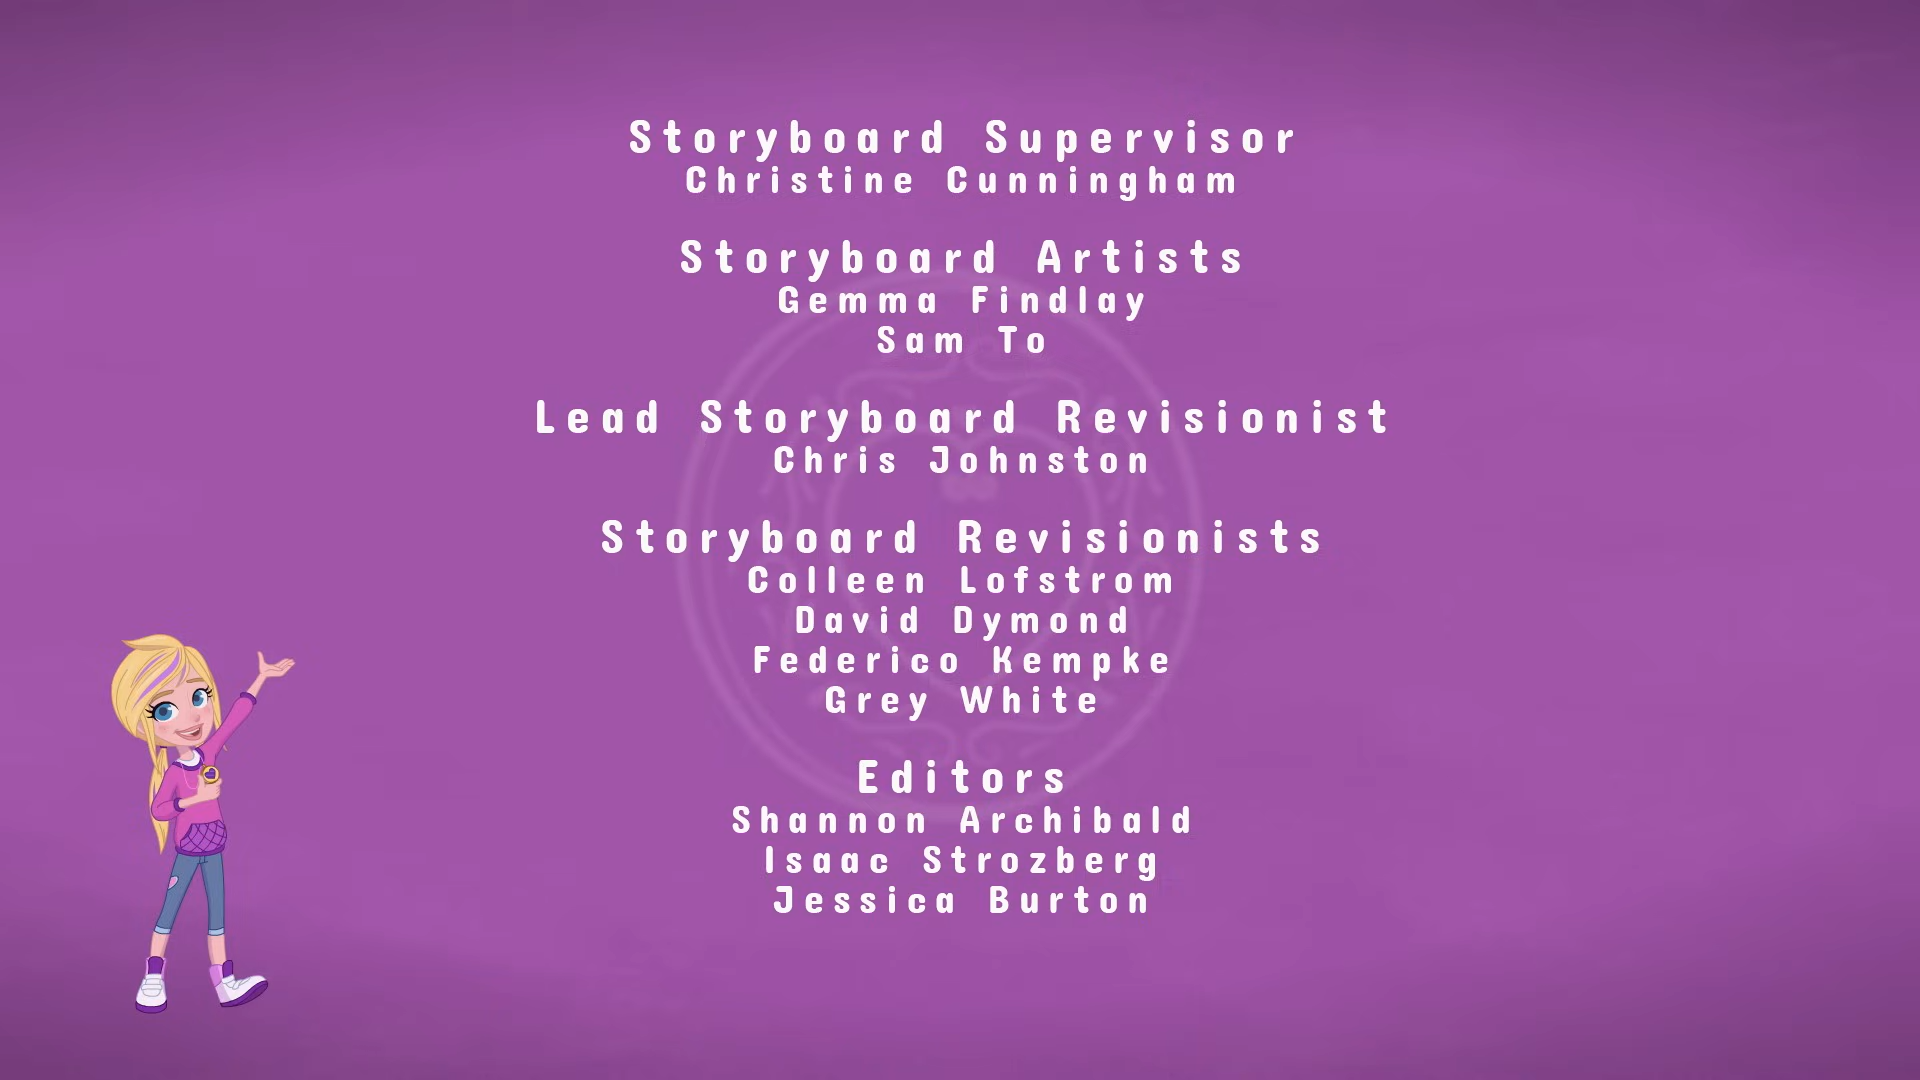 Storyboard Supervisor
Christine Cunningham
Storyboard Artists
Gemma Findlay
Sam To
Lead Storyboard Revisionist
Chris Johnston
Storyboard Revisionists
Colleen Lofstrom
David Dymond
Federico Kempke
Grey White
Editors
Shannon Archibald
Isaac Strozberg
Jessica Burton